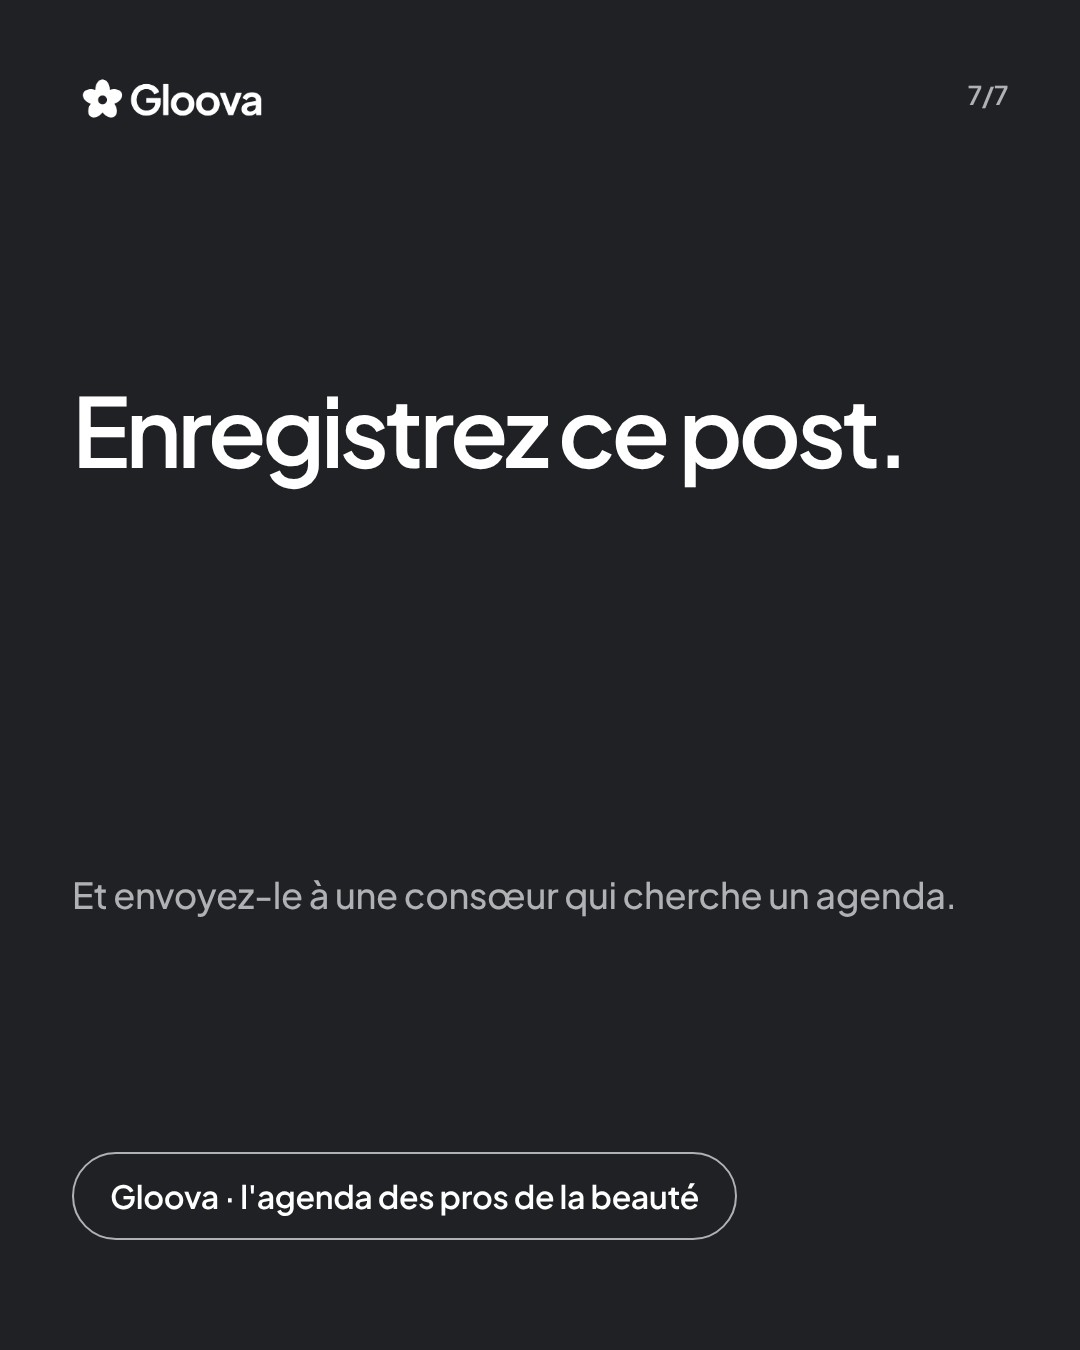 Gloova
7/7
Enregistrez ce post.
Et envoyez-le à une consœur qui cherche un agenda.
Gloova · l'agenda des pros de la beauté